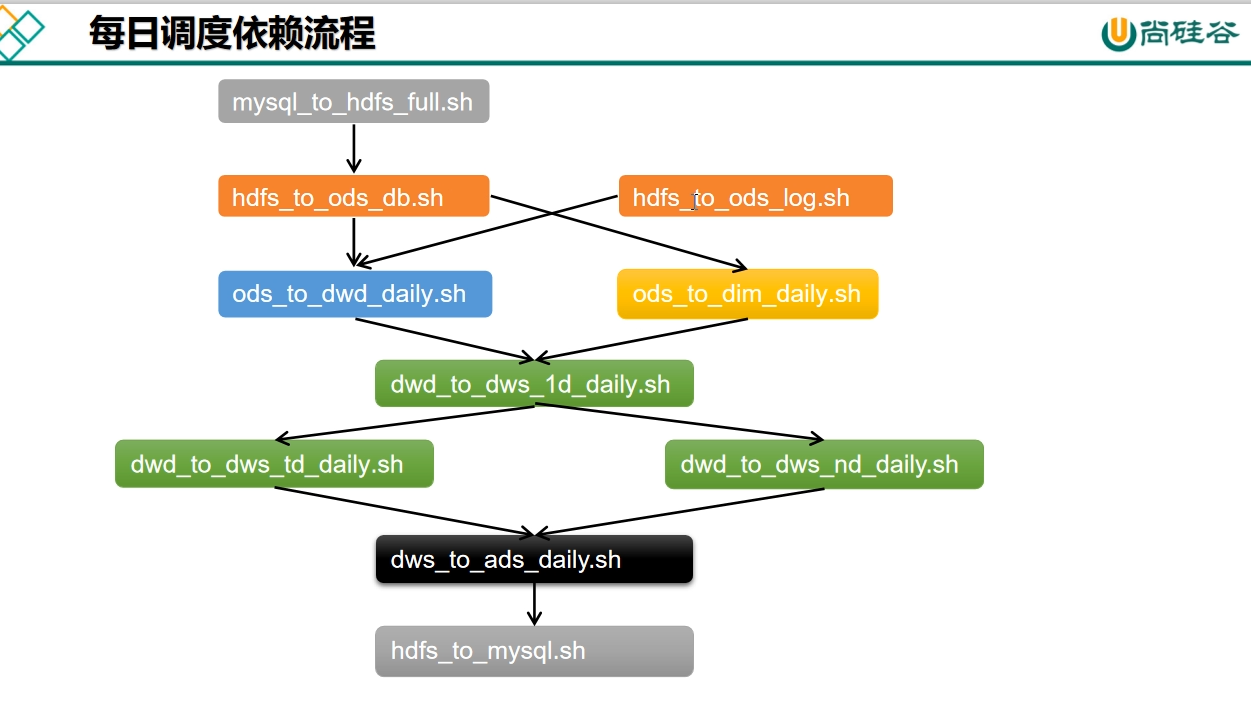 每日调度依赖流程
尚硅谷
mysql_to_hdfs_full.sh
hdfs_to_ods_db.sh
hdfs_to_ods_log.sh
ods_to_dwd_daily.sh
ods_to_dim_daily.sh
dwd_to_dws_1d_daily.sh
dwd_to_dws_td_daily.sh
dwd_to_dws_nd_daily.sh
dws_to_ads_daily.sh
hdfs_to_mysql.sh